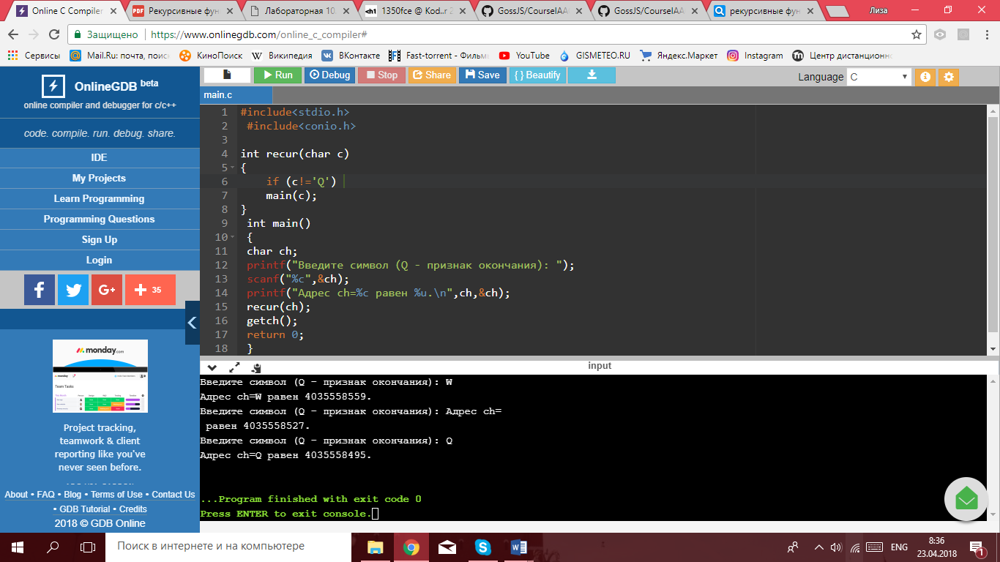 Online C Compiler
Рекурсивные фун
Лабораторная 10.
ch1 1350fce @ Kod..r 2
GossJS/CourseIAA
GossJS/CourseIAA
рекурсивные фун
Лиза
Защищено https://www.onlinegdb.com/online_c_compiler#
Сервисы Mail.Ru: почта, поиск КиноПоиск Википедия ВКонтакте Fast-torrent - Фильм YouTube GISMETEO.RU Яндекс.Маркет Instagram Центр дистанционн
OnlineGDB beta
online compiler and debugger for c/c++
code. compile. run. debug. share.
IDE
My Projects
Learn Programming
Programming Questions
Sign Up
Login
35
monday.com
monday
Team Tasks
Project tracking,
teamwork & client
reporting like you've
never seen before.
About • FAQ • Blog • Terms of Use • Contact Us
• GDB Tutorial • Credits
2018 © GDB Online
Run Debug Stop Share Save { } Beautify
Language C
main.c
1 #include<stdio.h>
2 #include<conio.h>
3
4 int recur(char c)
5 {
6 if (c!='Q')
7 main(c);
8 }
9 int main()
10 {
11 char ch;
12 printf("Введите символ (Q - признак окончания): ");
13 scanf("%c",&ch);
14 printf("Адрес ch=%c равен %u.\n",ch,&ch);
15 recur(ch);
16 getch();
17 return 0;
18 }
input
Введите символ (Q - признак окончания): W
Адрес ch=W равен 4035558559.
Введите символ (Q - признак окончания): Адрес ch=
равен 4035558527.
Введите символ (Q - признак окончания): Q
Адрес ch=Q равен 4035558495.
...Program finished with exit code 0
Press ENTER to exit console.
Поиск в интернете и на компьютере
ENG
8:36
23.04.2018
1